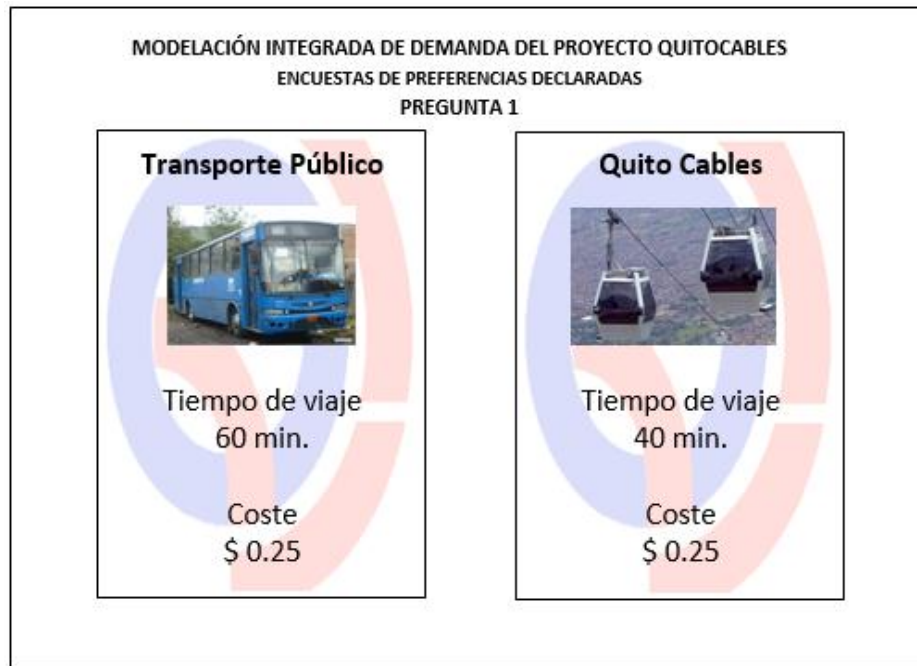 MODELACIÓN INTEGRADA DE DEMANDA DEL PROYECTO QUITOCABLES
ENCUESTAS DE PREFERENCIAS DECLARADAS
PREGUNTA 1
Transporte Público
Tiempo de viaje
60 min.
Coste
$ 0.25
Quito Cables
Tiempo de viaje
40 min.
Coste
$ 0.25